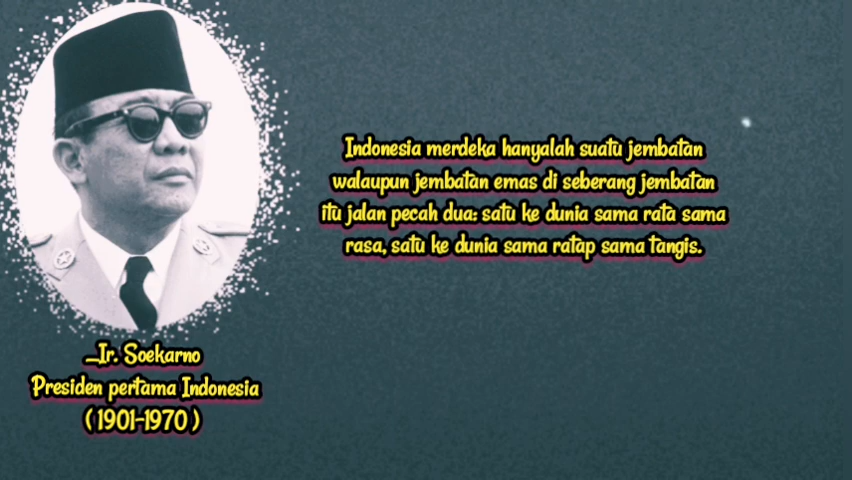 Indonesia merdeka hanyalah suatu jembatan
walaupun jembatan emas di seberang jembatan
itu jalan pecah dua: satu ke dunia sama rata sama
rasa, satu ke dunia sama ratap sama tangis.
_Ir. Soekarno
Presiden pertama Indonesia
( 1901-1970 )